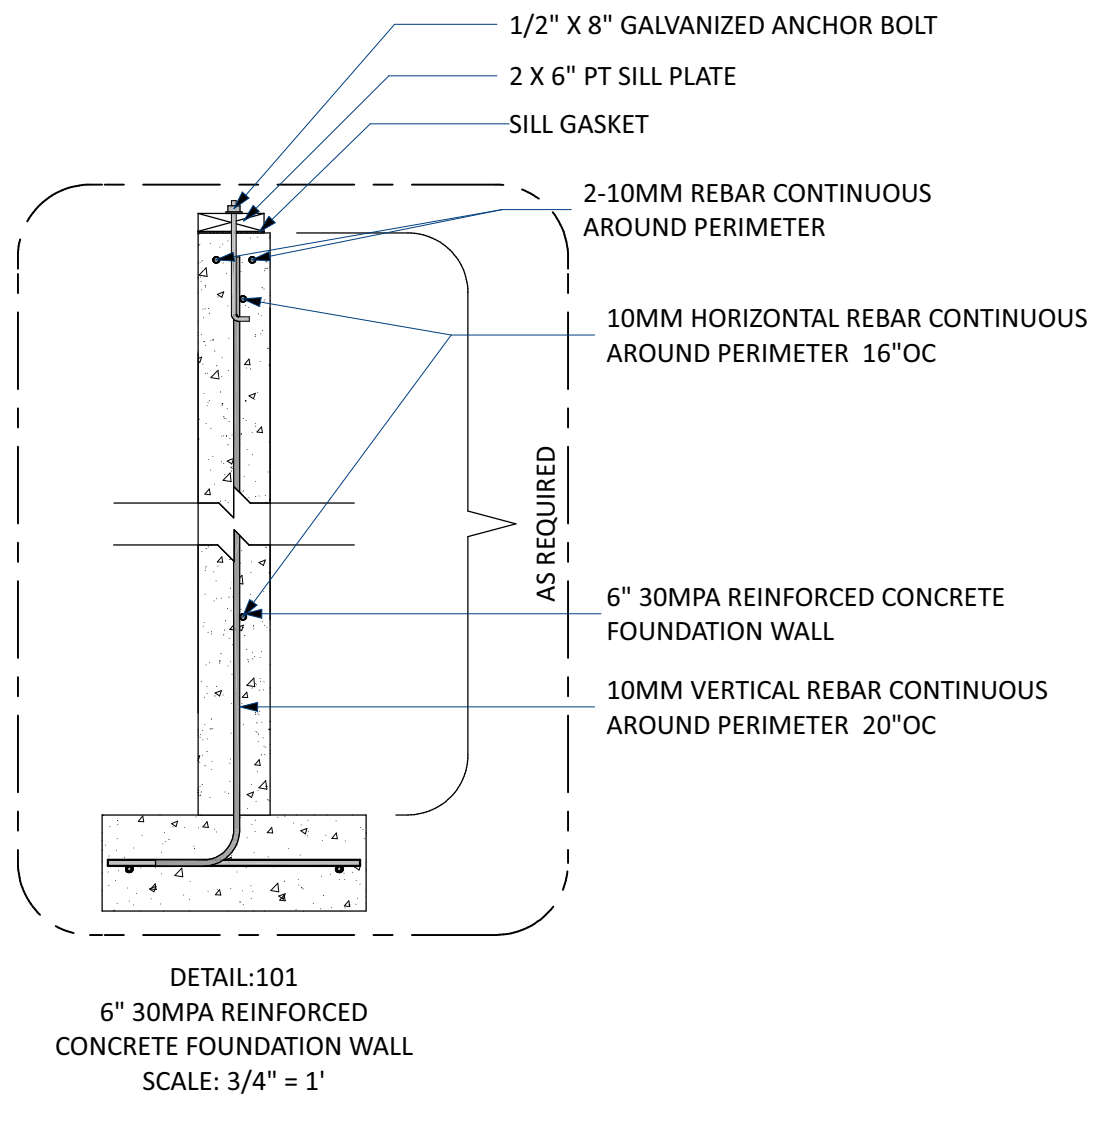 1/2" X 8" GALVANIZED ANCHOR BOLT
2 X 6" PT SILL PLATE
SILL GASKET
2-10MM REBAR CONTINUOUS
AROUND PERIMETER
10MM HORIZONTAL REBAR CONTINUOUS
AROUND PERIMETER  16"OC
AS REQUIRED
6" 30MPA REINFORCED CONCRETE
FOUNDATION WALL
10MM VERTICAL REBAR CONTINUOUS
AROUND PERIMETER  20"OC
DETAIL:101
6" 30MPA REINFORCED
CONCRETE FOUNDATION WALL
SCALE: 3/4" = 1'